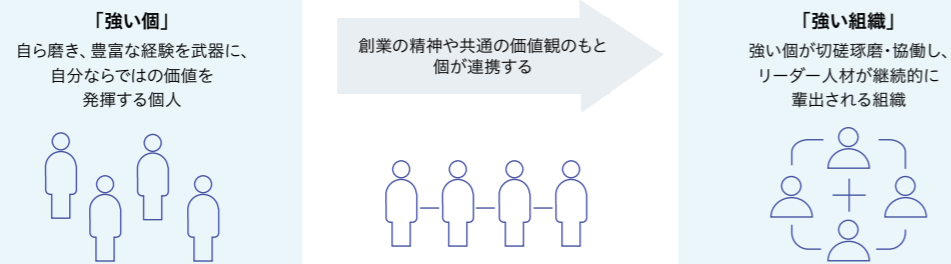 「強い個」
自ら磨き、豊富な経験を武器に、
自分ならではの価値を
発揮する個人
創業の精神や共通の価値観のもと
個が連携する
「強い組織」
強い個が切磋琢磨・協働し、
リーダー人材が継続的に
輩出される組織